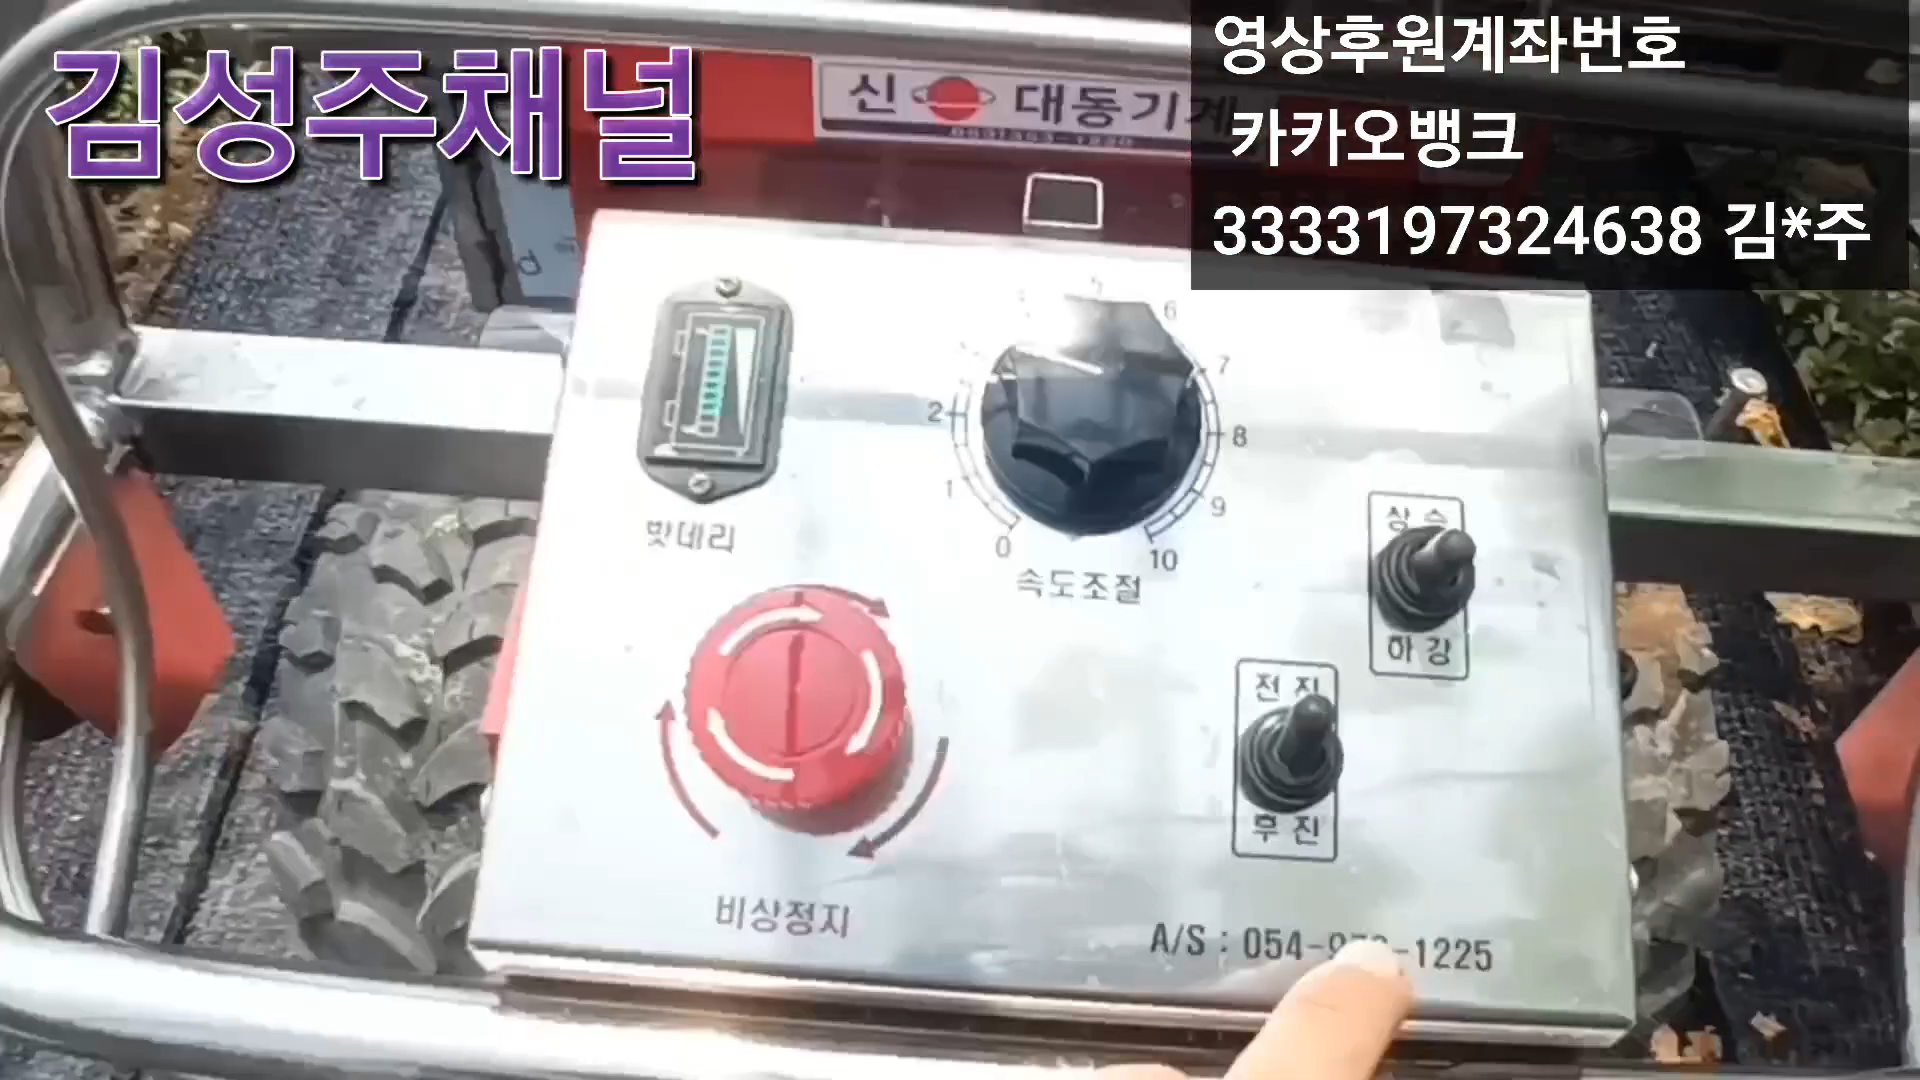 김성주채널
영상후원계좌번호
카카오뱅크
3333197324638 김*주
신 대동기계
5
6
7
2
8
1
9
0
10
밧데리
속도조절
상 승
하 강
전 진
후 진
비상정지
A/S : 054-973-1225